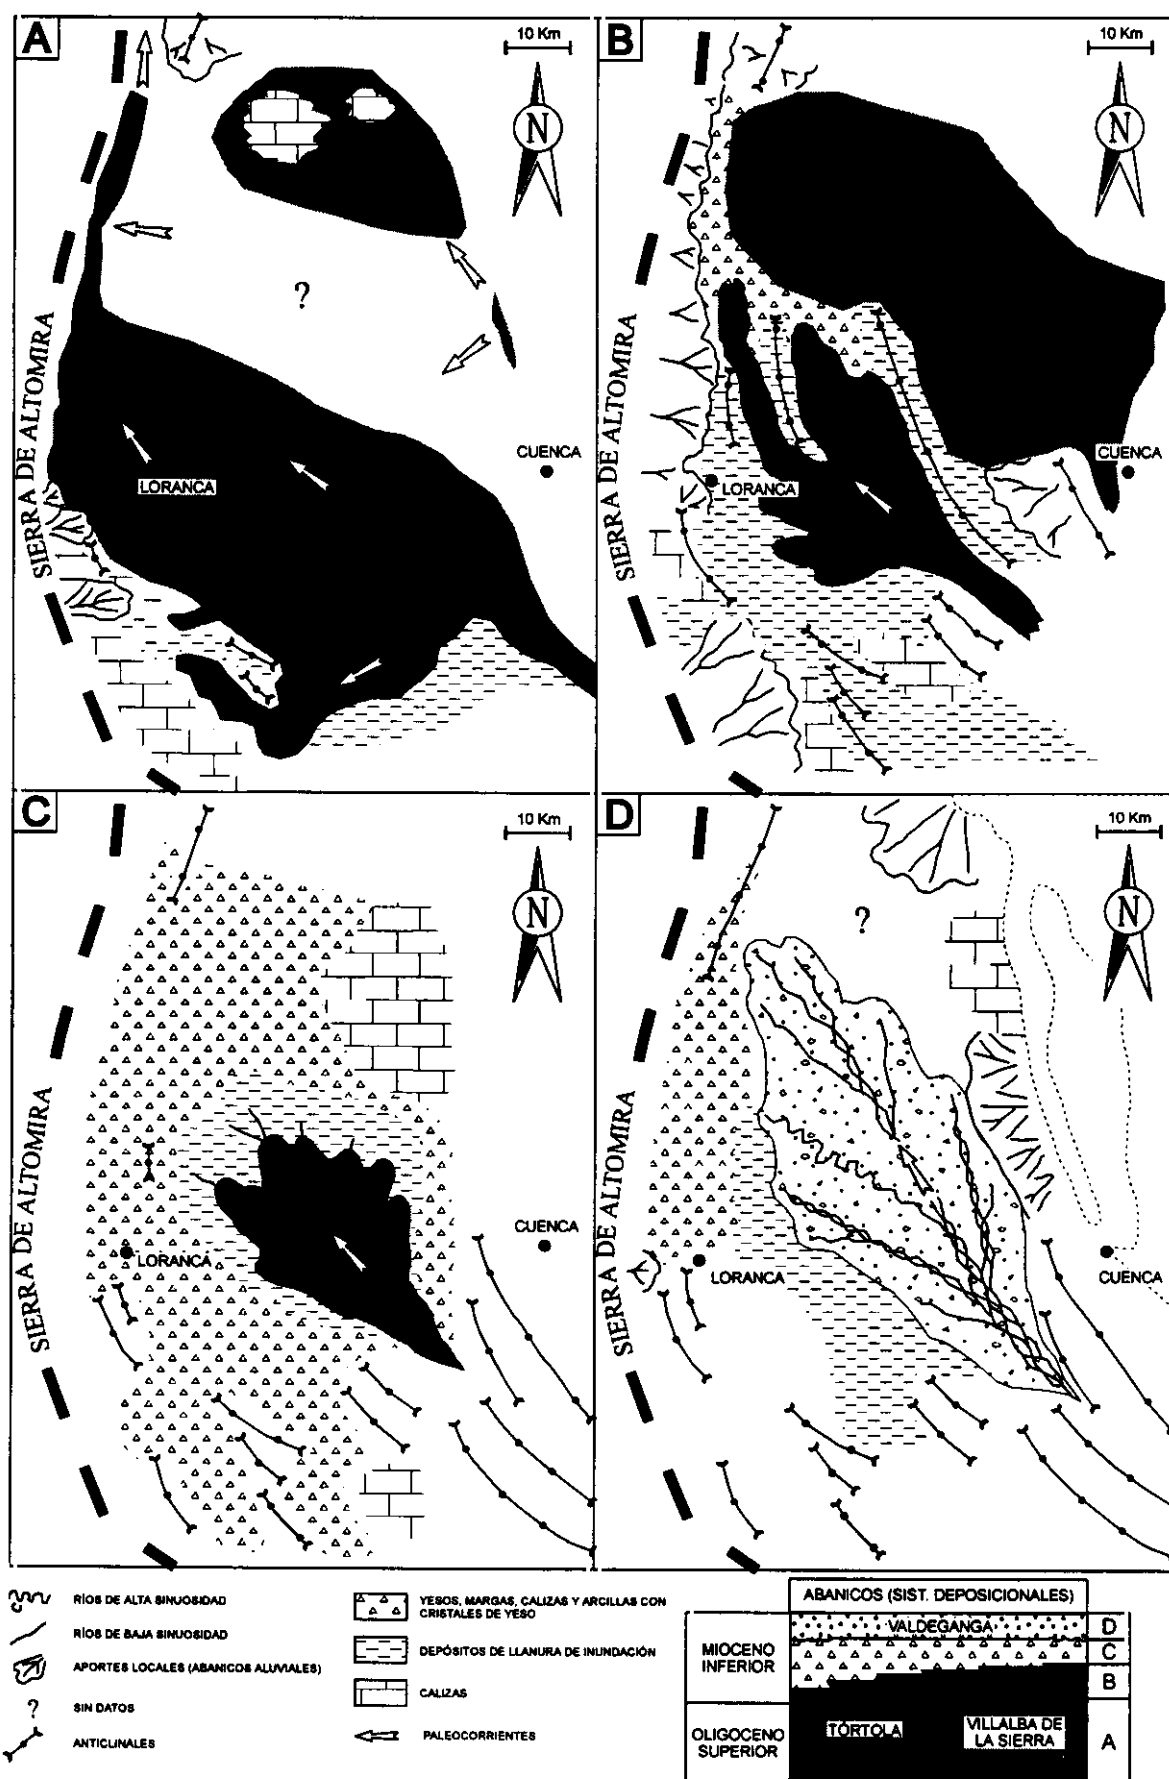 A
10 Km
N
?
SIERRA DE ALTOMIRA
LORANCA
CUENCA
B
10 Km
N
SIERRA DE ALTOMIRA
LORANCA
CUENCA
C
10 Km
N
SIERRA DE ALTOMIRA
LORANCA
CUENCA
D
10 Km
N
?
SIERRA DE ALTOMIRA
LORANCA
CUENCA
RÍOS DE ALTA SINUOSIDAD
RÍOS DE BAJA SINUOSIDAD
APORTES LOCALES (ABANICOS ALUVIALES)
? SIN DATOS
ANTICLINALES
YESOS, MARGAS, CALIZAS Y ARCILLAS CON
CRISTALES DE YESO
DEPÓSITOS DE LLANURA DE INUNDACIÓN
CALIZAS
PALEOCORRIENTES
ABANICOS (SIST. DEPOSICIONALES)
MIOCENO
INFERIOR
VALDEGANGA
D
C
B
OLIGOCENO
SUPERIOR
TÓRTOLA
VILLALBA DE
LA SIERRA
A